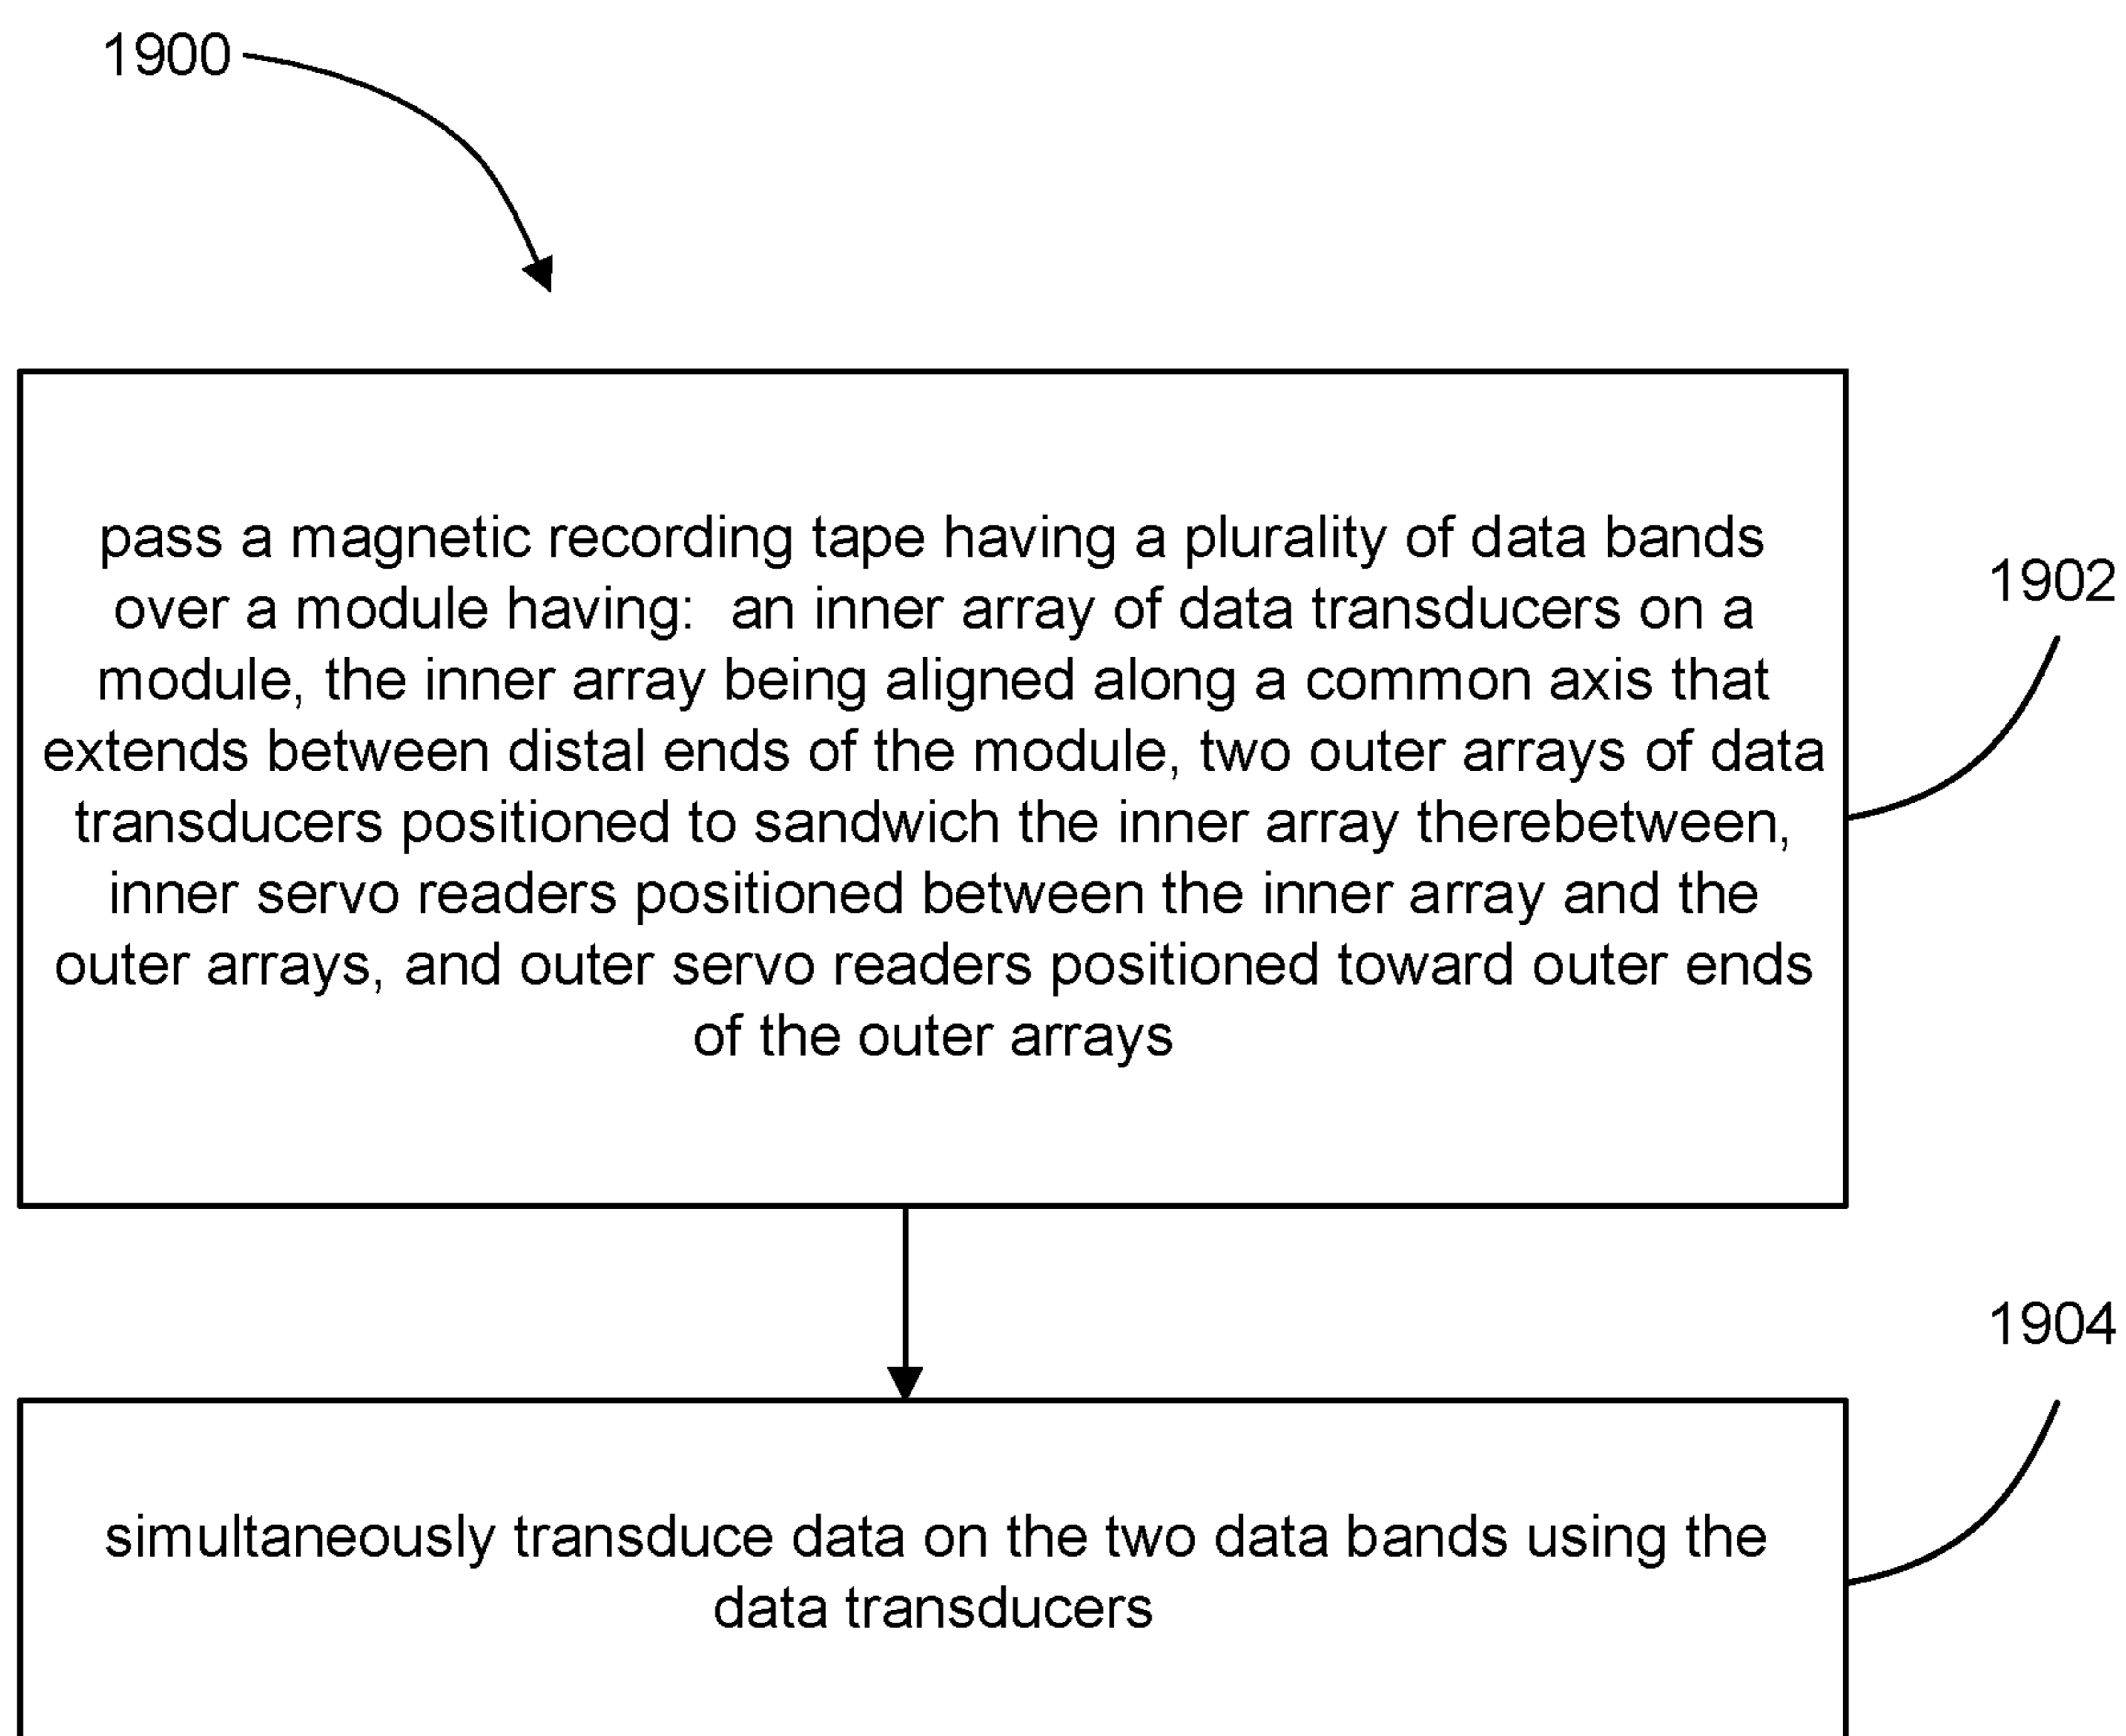 1900
pass a magnetic recording tape having a plurality of data bands
over a module having:  an inner array of data transducers on a
module, the inner array being aligned along a common axis that
extends between distal ends of the module, two outer arrays of data
transducers positioned to sandwich the inner array therebetween,
inner servo readers positioned between the inner array and the
outer arrays, and outer servo readers positioned toward outer ends
of the outer arrays
1902
1904
simultaneously transduce data on the two data bands using the
data transducers